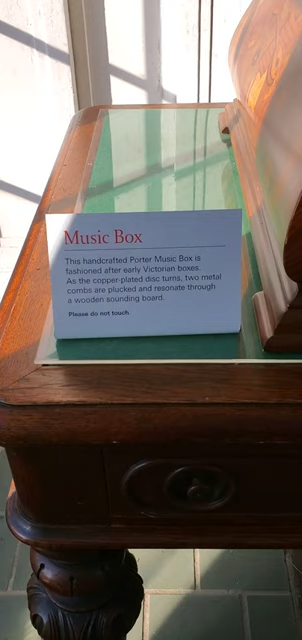 Music Box
This handcrafted Porter Music Box is
fashioned after early Victorian boxes.
As the copper-plated disc turns, two metal
combs are plucked and resonate through
a wooden sounding board.
Please do not touch.